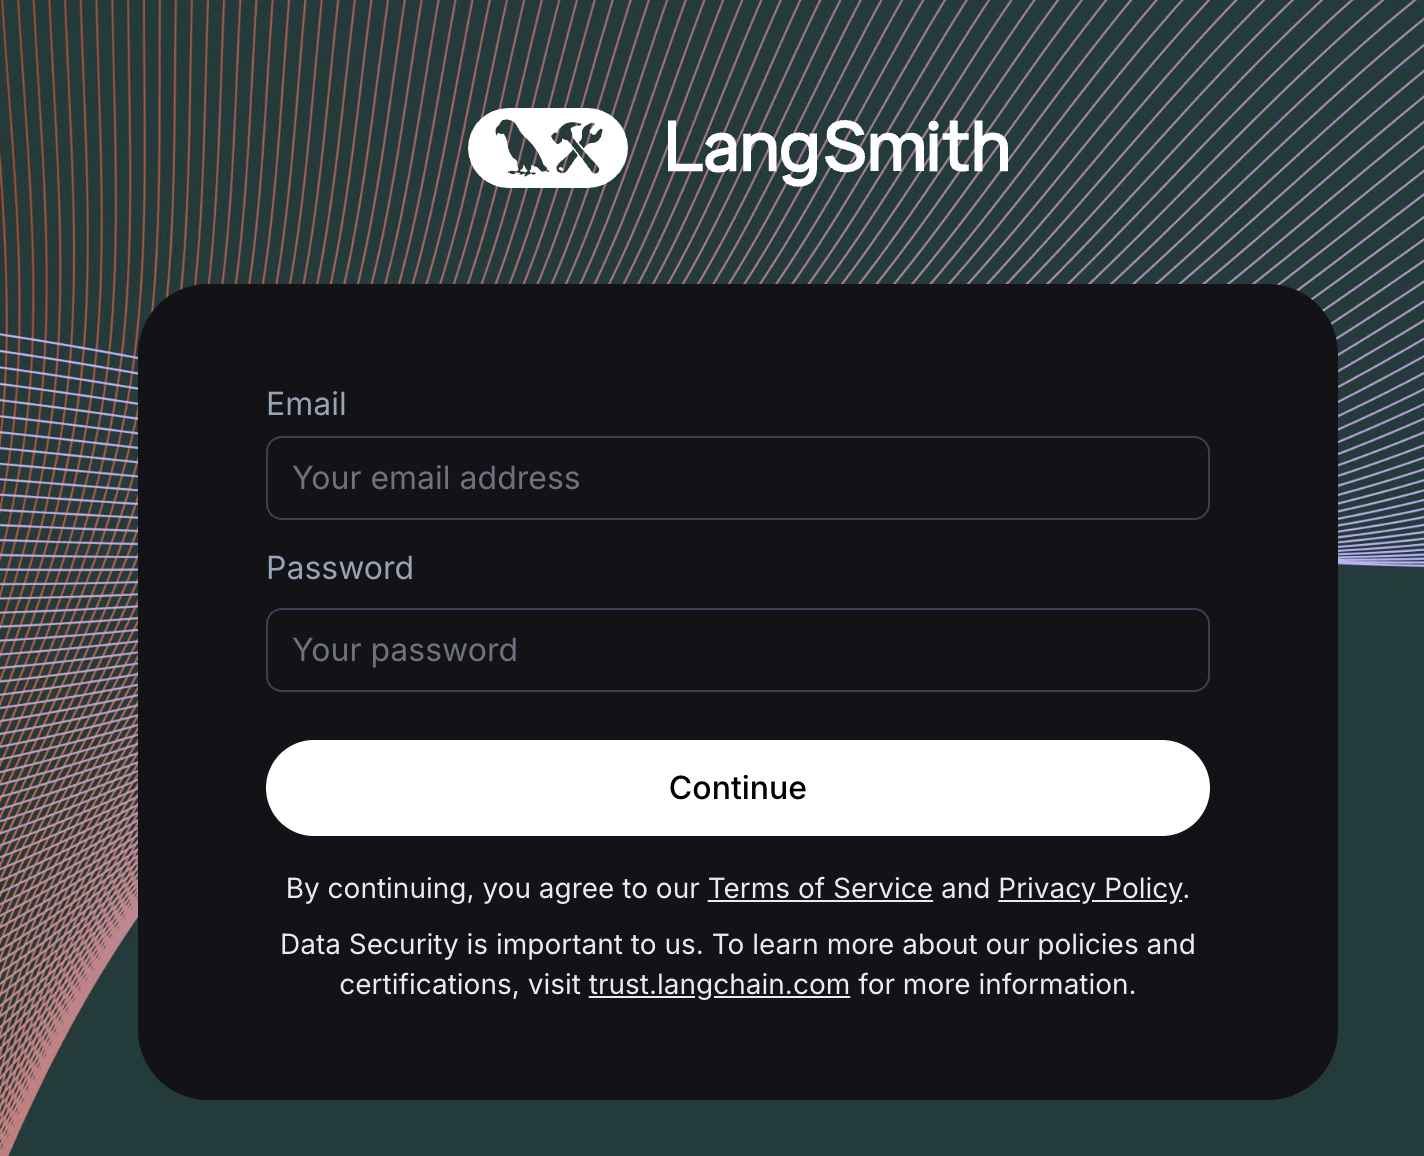 LangSmith
Email
Your email address
Password
Your password
Continue
By continuing, you agree to our Terms of Service and Privacy Policy.
Data Security is important to us. To learn more about our policies and
certifications, visit trust.langchain.com for more information.